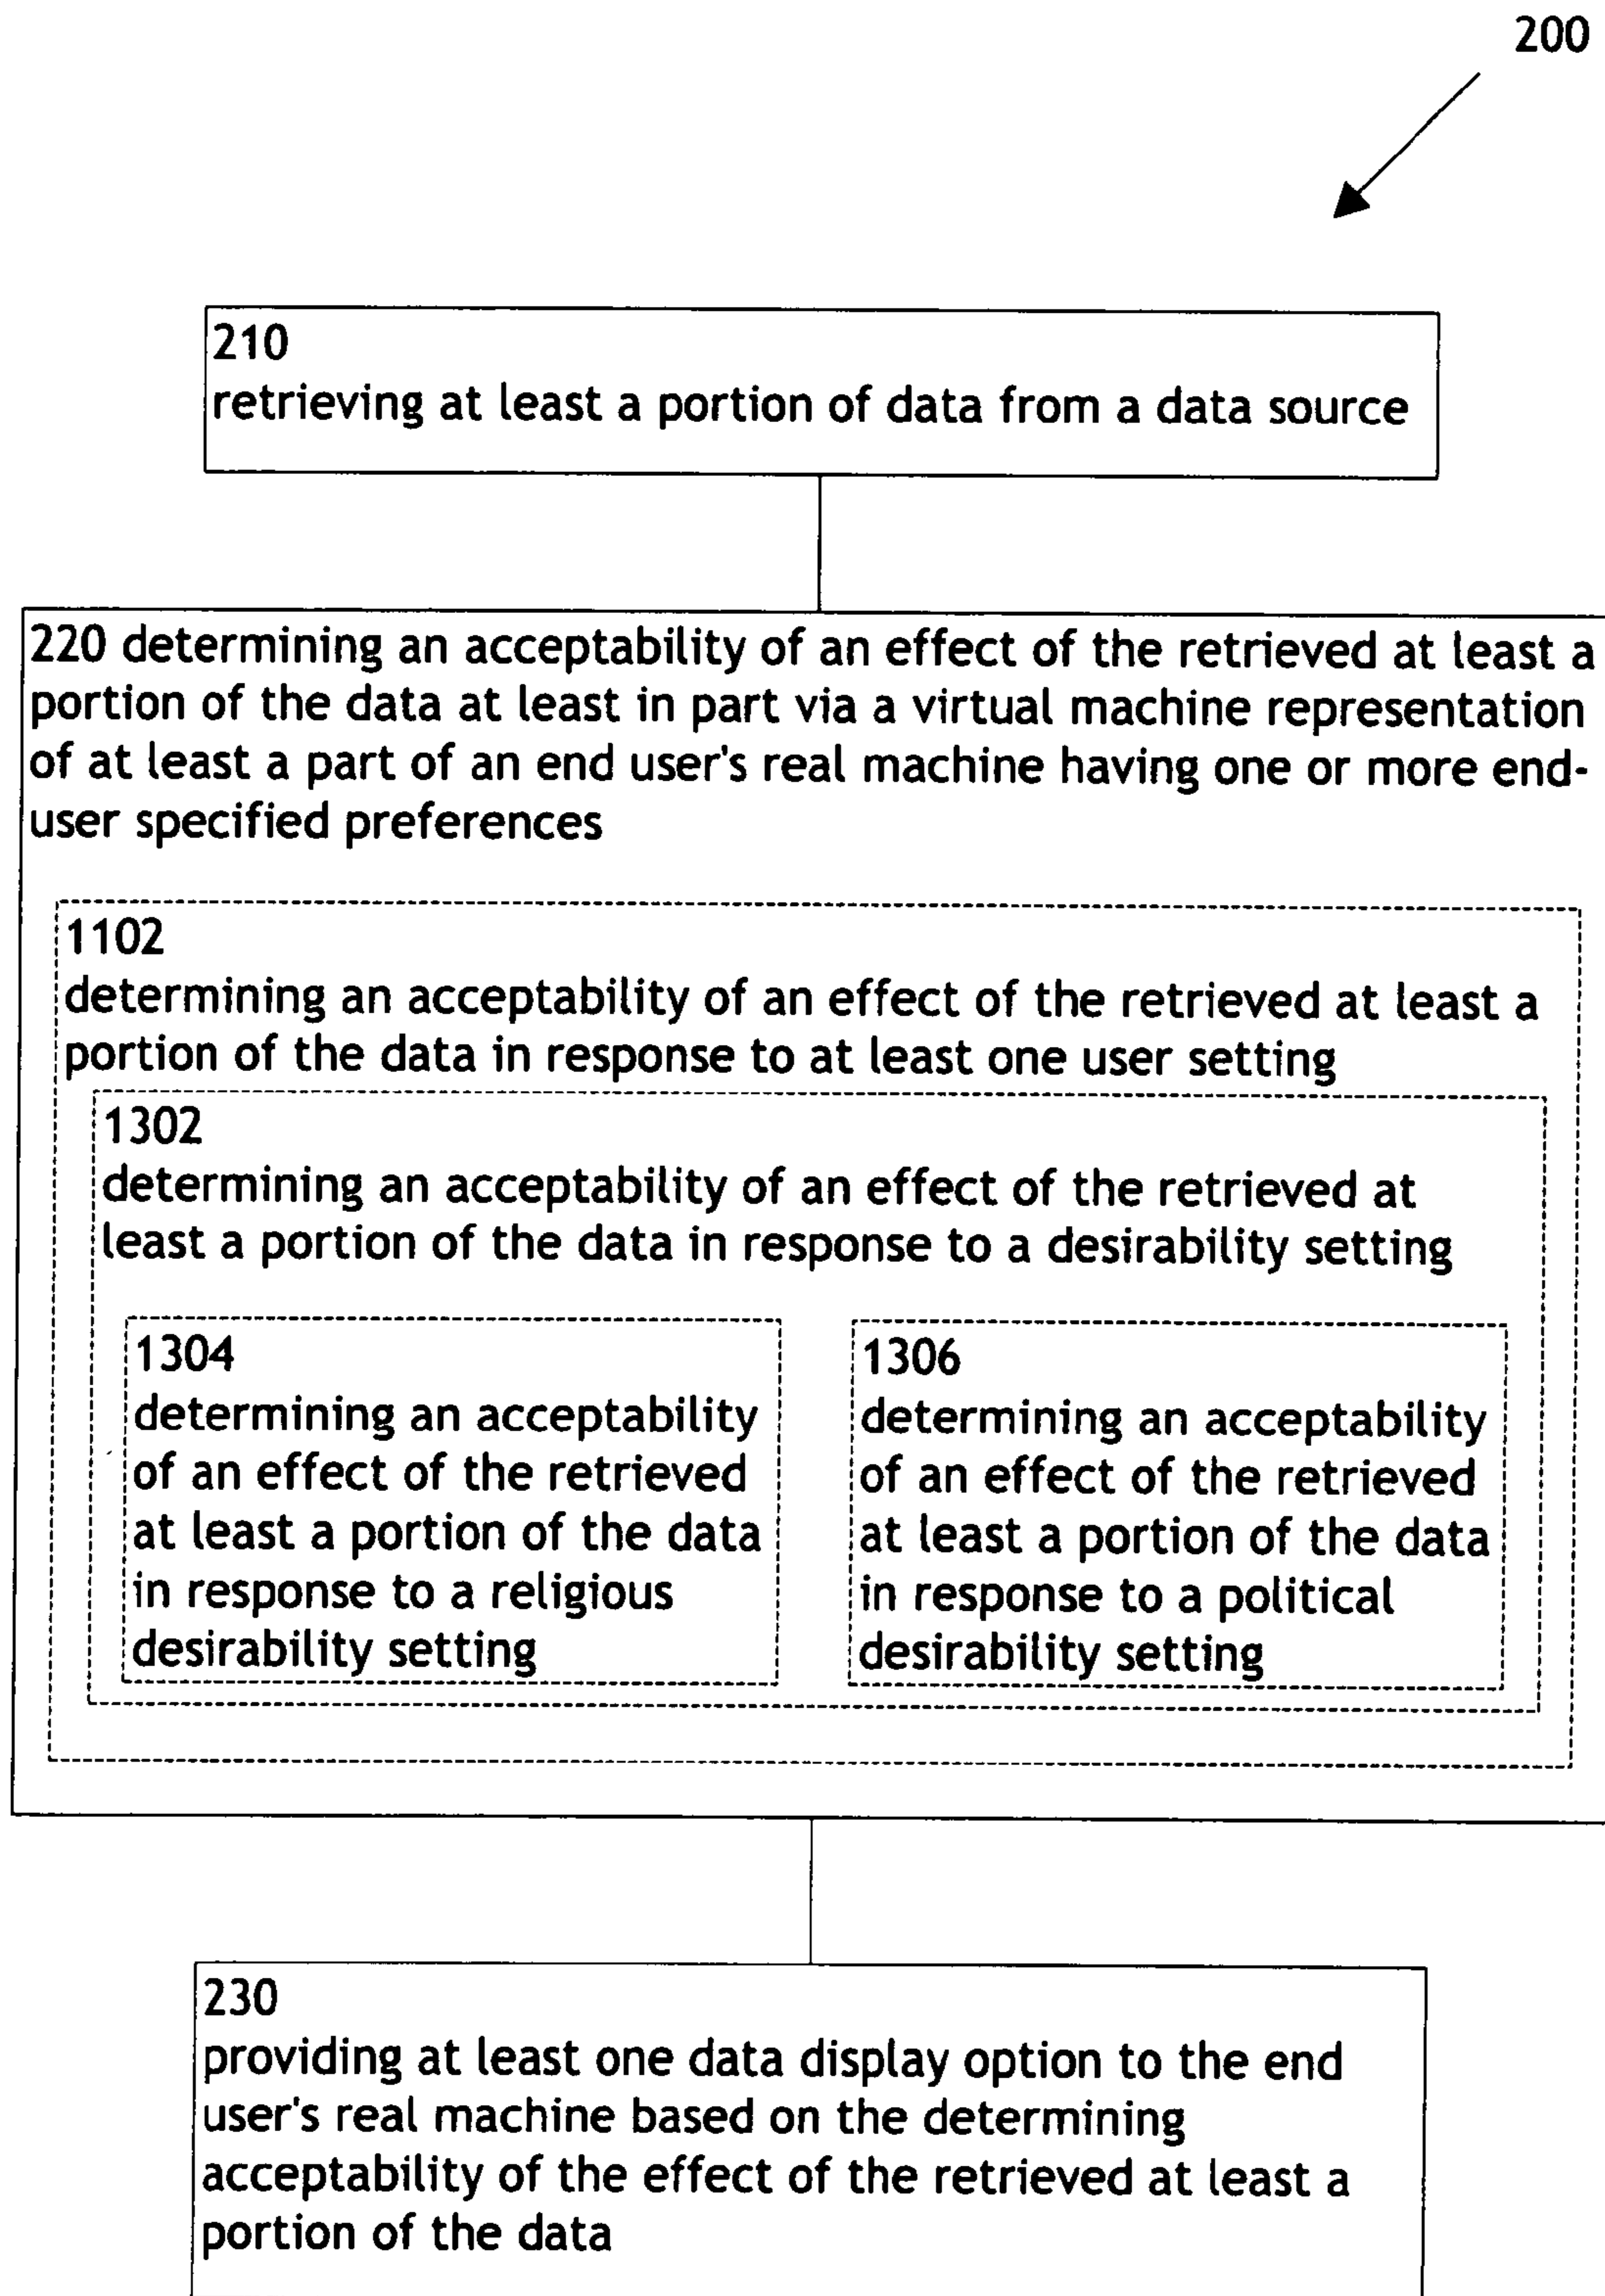 200
210
retrieving at least a portion of data from a data source
220 determining an acceptability of an effect of the retrieved at least a
portion of the data at least in part via a virtual machine representation
of at least a part of an end user's real machine having one or more end-
user specified preferences
1102
determining an acceptability of an effect of the retrieved at least a
portion of the data in response to at least one user setting
1302
determining an acceptability of an effect of the retrieved at
least a portion of the data in response to a desirability setting
1304
determining an acceptability
of an effect of the retrieved
at least a portion of the data
in response to a religious
desirability setting
1306
determining an acceptability
of an effect of the retrieved
at least a portion of the data
in response to a political
desirability setting
230
providing at least one data display option to the end
user's real machine based on the determining
acceptability of the effect of the retrieved at least a
portion of the data